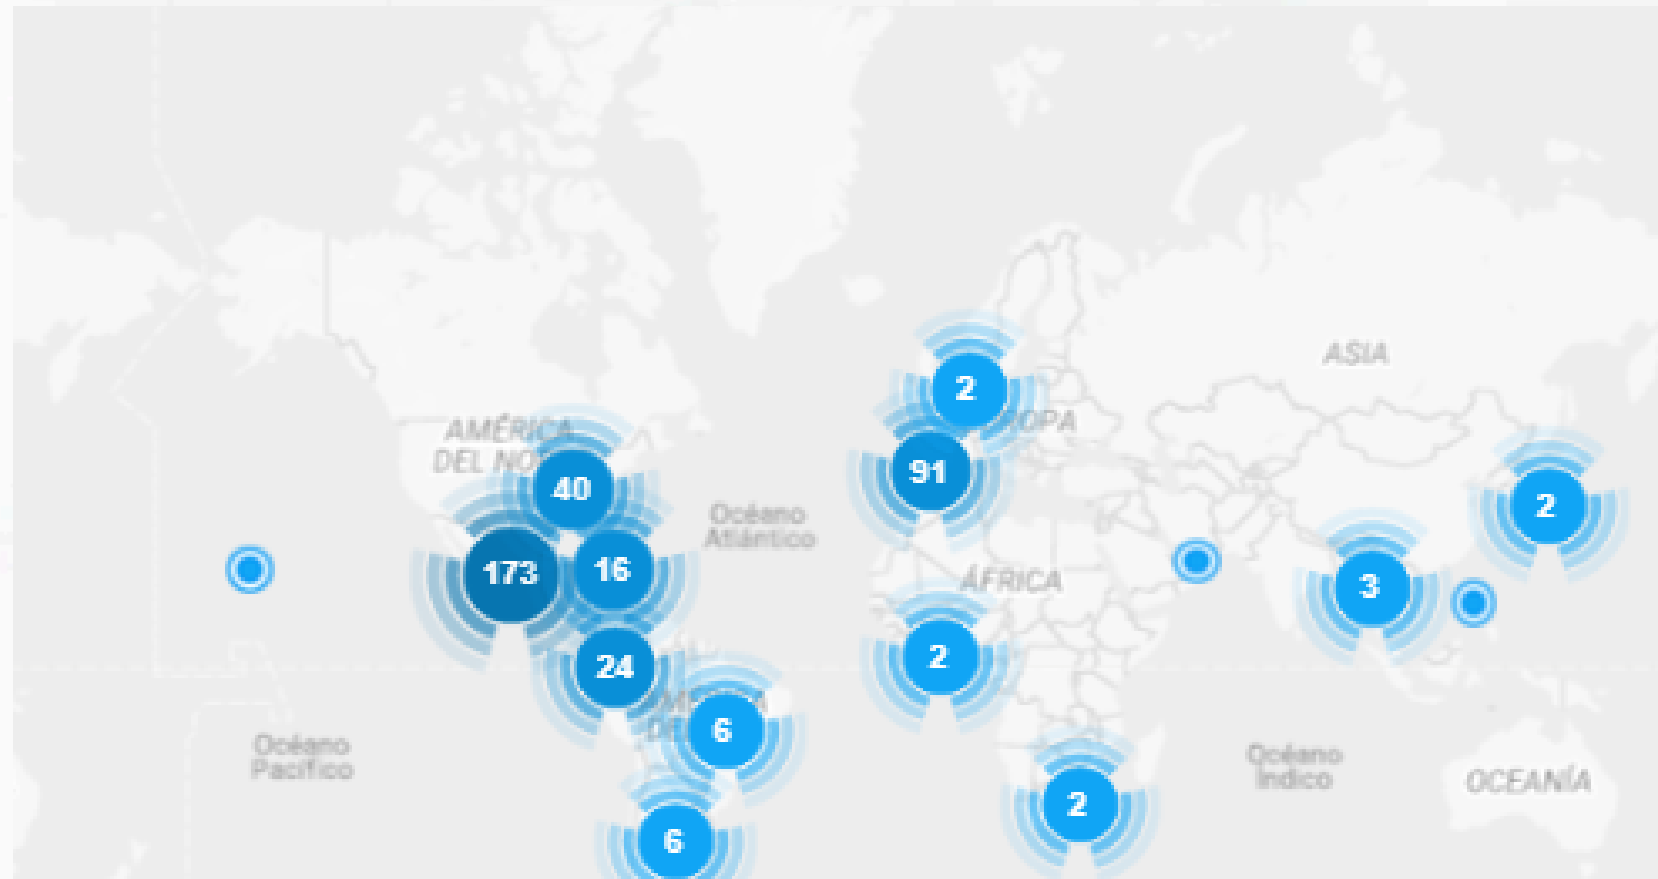 ASIA
2
OPA
AMÉRICA
DEL NO
91
40
2
Océano
Atlántico
173
16
ÁFRICA
3
2
24
6
Océano
Pacífico
Océano
Índico
OCEANÍA
2
6